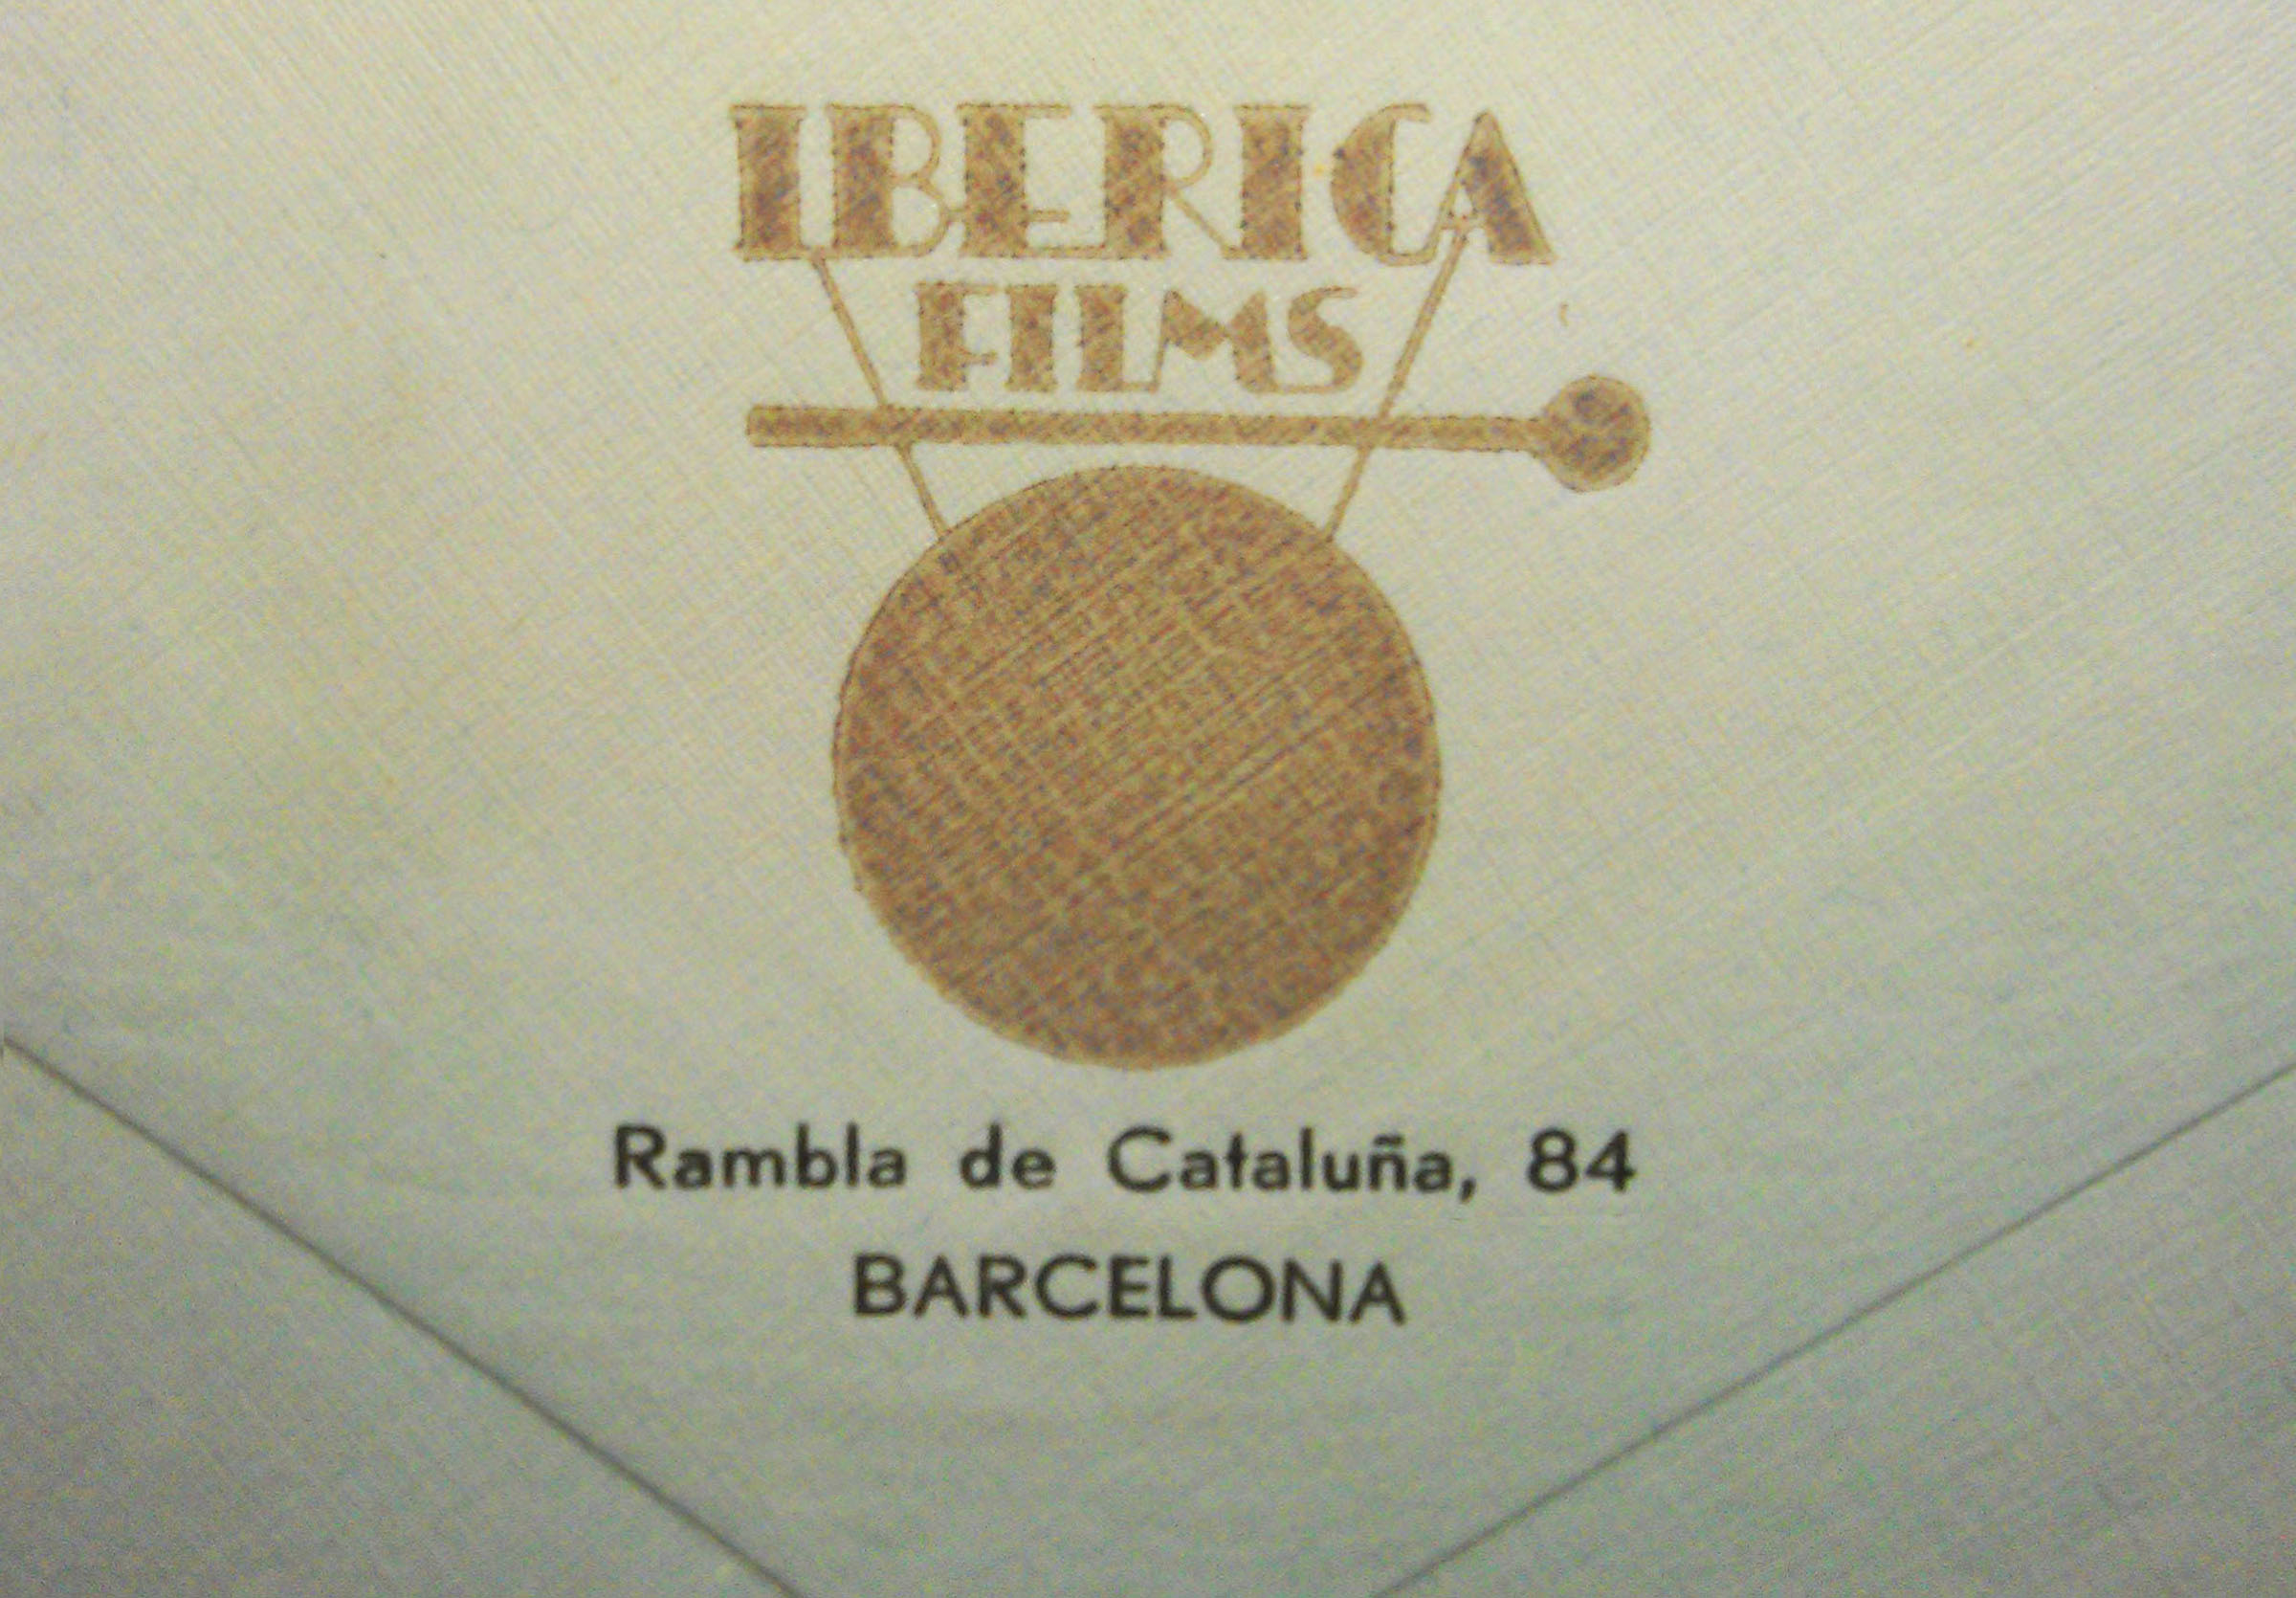 IBERICA
FILMS
Rambla de Cataluña, 84
BARCELONA